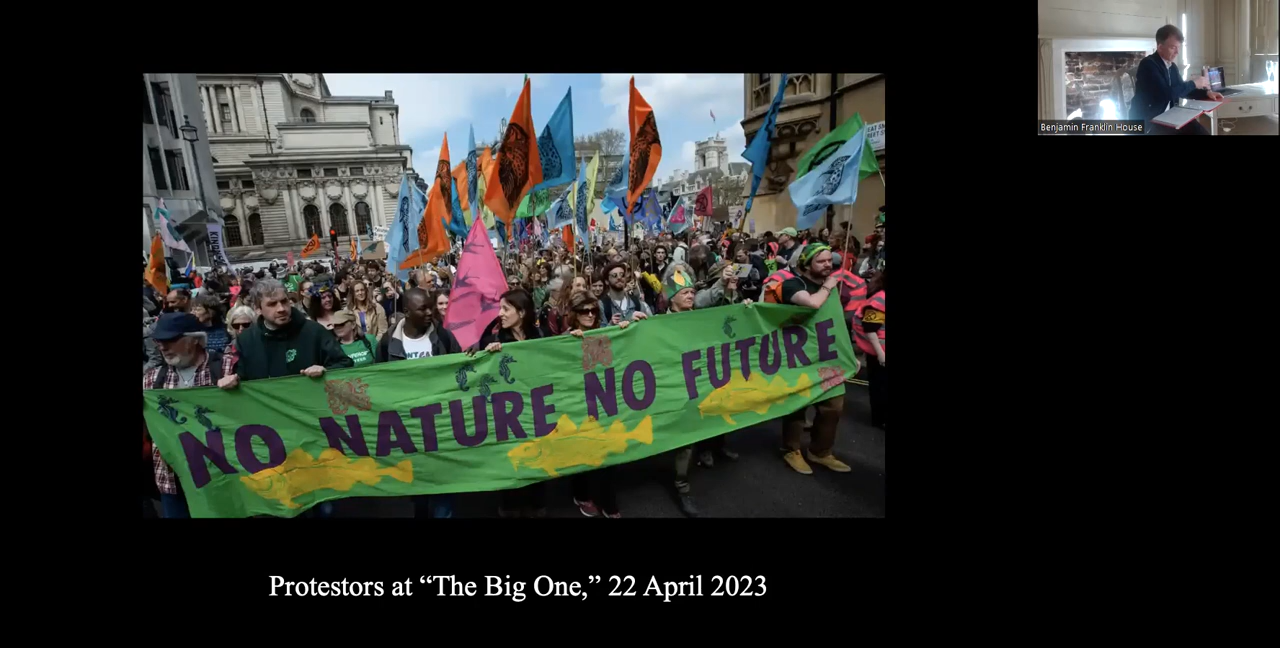 Benjamin Franklin House
NO NATURE NO FUTURE
Protestors at “The Big One,” 22 April 2023